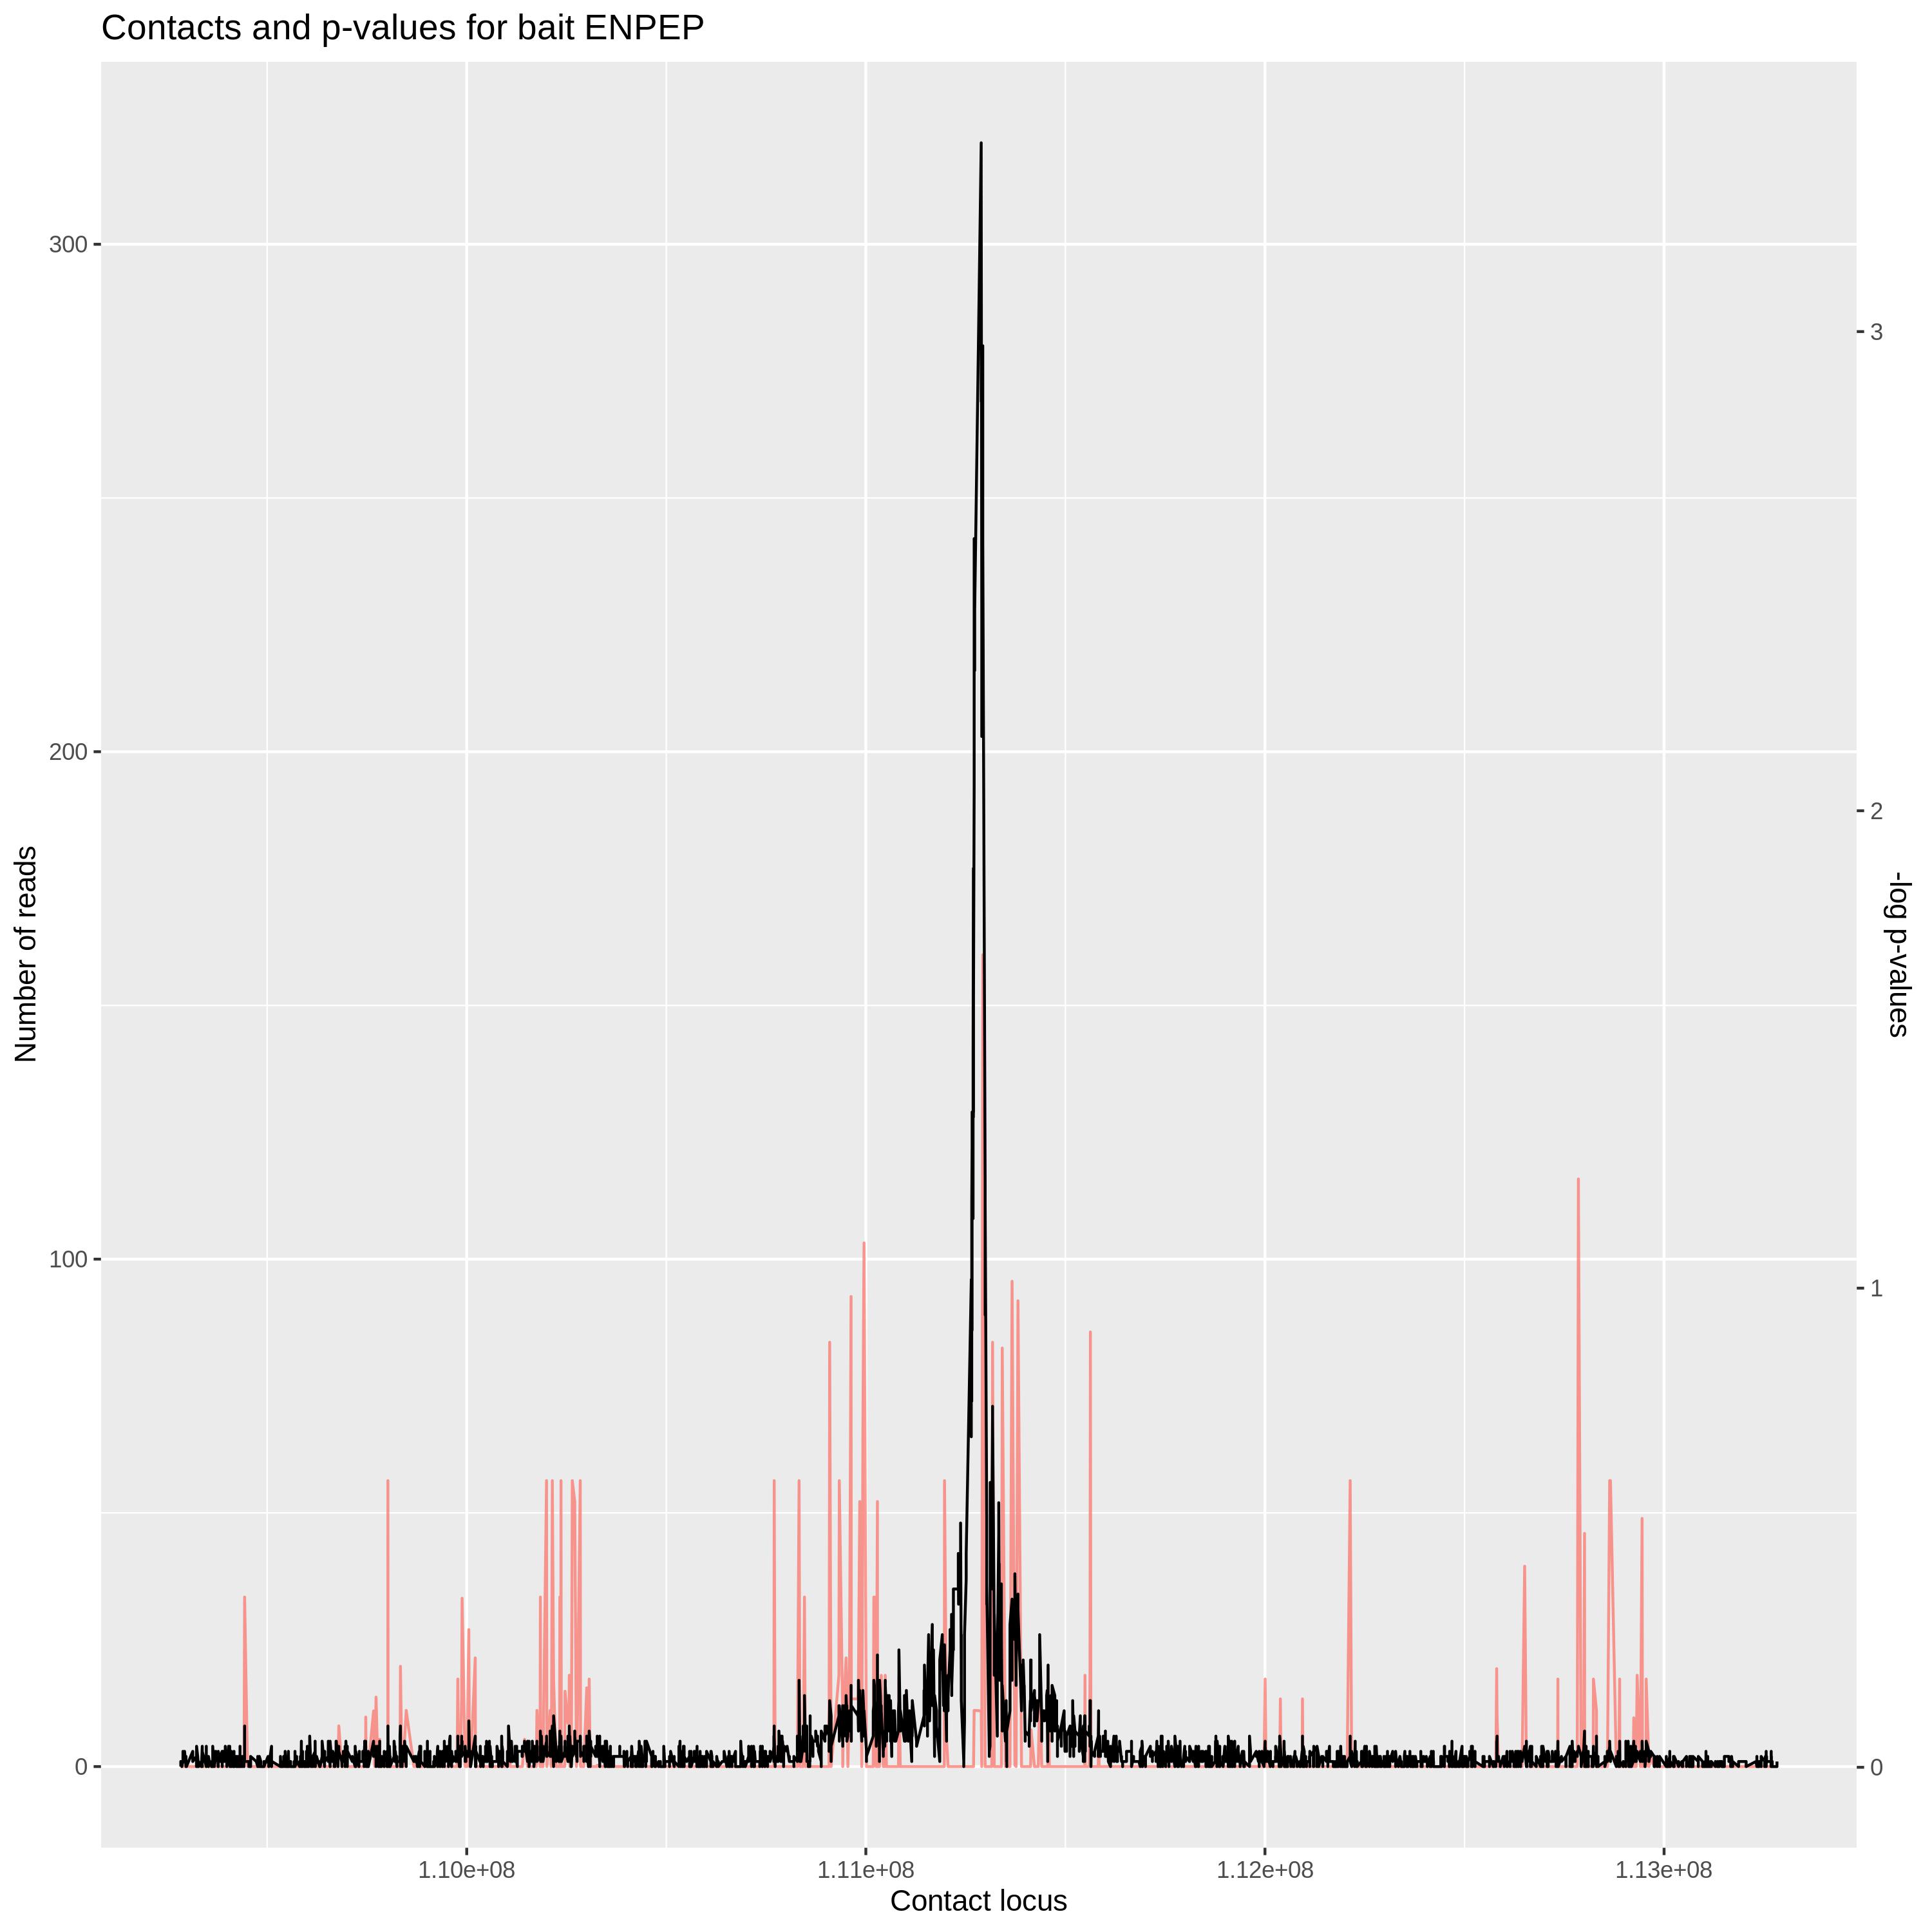 Contacts and p-values for bait ENPEP
300
200
100
0
Number of reads
3
2
1
0
-log p-values
1.10e+08
1.11e+08
1.12e+08
1.13e+08
Contact locus